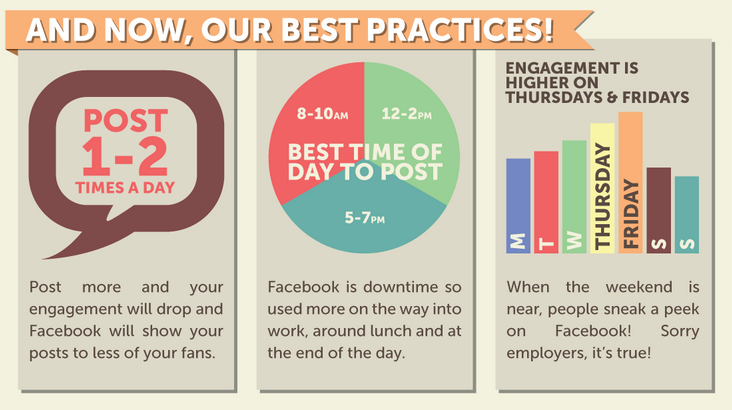 AND NOW, OUR BEST PRACTICES!
POST
1-2
TIMES A DAY
Post more and your
engagement will drop and
Facebook will show your
posts to less of your fans.
8-10AM
12-2PM
BEST TIME OF
DAY TO POST
5-7PM
Facebook is downtime so
used more on the way into
work, around lunch and at
the end of the day.
ENGAGEMENT IS
HIGHER ON
THURSDAYS & FRIDAYS
M
T
W
THURSDAY
FRIDAY
S
S
When the weekend is
near, people sneak a peek
on Facebook! Sorry
employers, it's true!